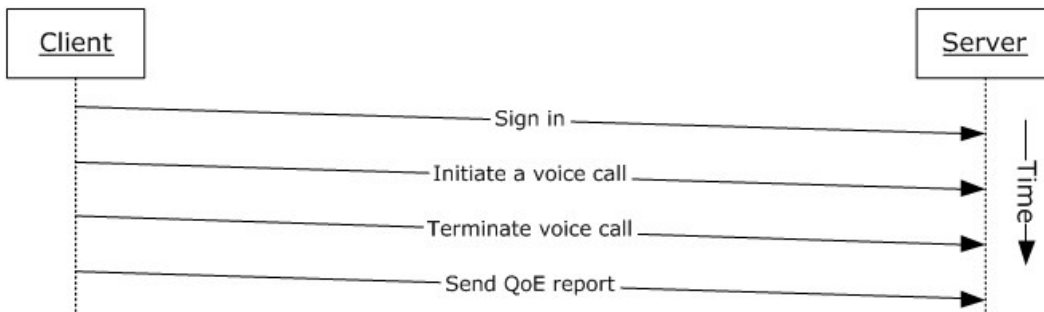 Client
Server
Sign in
Initiate a voice call
Time
Terminate voice call
Send QoE report